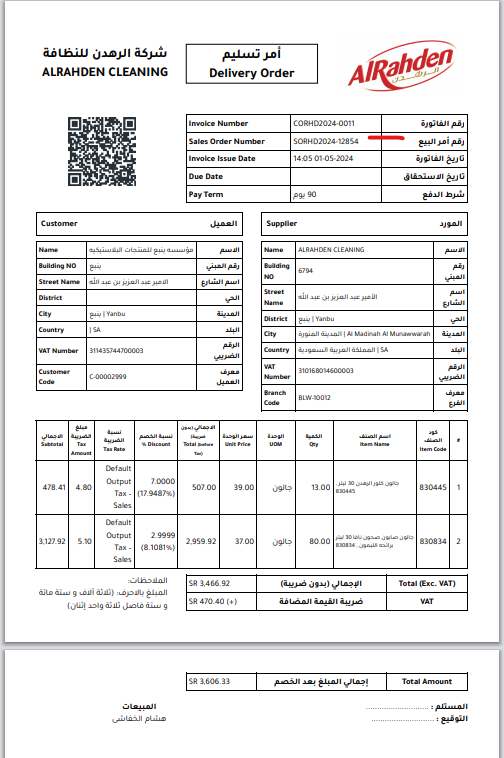 شركة الرهدن للنظافة
ALRAHDEN CLEANING
أمر تسليم
Delivery Order
AlRahden
الرهدن
Invoice Number CORHD2024-0011 رقم الفاتورة
Sales Order Number SORHD2024-12854 رقم أمر البيع
Invoice Issue Date 14:05 01-05-2024 تاريخ الفاتورة
Due Date تاريخ الاستحقاق
Pay Term 90 يوم شرط الدفع
Customer العميل
Name مؤسسه ينبع للمنتجات البلاستيكيه الاسم
Building NO ينبع رقم المبنى
Street Name الامير عبد العزيز بن عبد الله اسم الشارع
District الحي
City ينبع | Yanbu المدينة
Country | SA البلد
VAT Number 311435744700003 الرقم الضريبي
Customer Code C-00002999 معرف العميل
Supplier المورد
Name ALRAHDEN CLEANING الاسم
Building NO 6794 رقم المبنى
Street Name الأمير عبد العزيز بن عبد الله اسم الشارع
District ينبع | Yanbu الحي
City المدينة المنورة | Al Madinah Al Munawwarah المدينة
Country المملكة العربية السعودية | SA البلد
VAT Number 310168014600003 الرقم الضريبي
Branch Code BLW-10012 معرف الفرع
الاجمالي Subtotal
مبلغ الضريبة Tax Amount
نسبة الضريبة Tax Rate
نسبة الخصم % Discount
الاجمالي (بدون ضريبة) Total (before Tax)
سعر الوحدة Unit Price
الوحدة UOM
الكمية Qty
اسم الصنف Item Name
كود الصنف Item Code
#
478.41 4.80 Default Output Tax - Sales 7.0000 (17.9487%) 507.00 39.00 جالون 13.00 جالون كلور الرهدن 30 ليتر . 830445 830445 1
3,127.92 5.10 Default Output Tax - Sales 2.9999 (8.1081%) 2,959.92 37.00 جالون 80.00 جالون صابون صحون نافا 30 ليتر برائحه الليمون . 830834 830834 2
الملاحظات:
المبلغ بالاحرف: (ثلاثة آلاف و ستة مائة
و ستة فاصل ثلاثة واحد إثنان)
SR 3,466.92 الإجمالي (بدون ضريبة) Total (Exc. VAT)
SR 470.40 (+) ضريبة القيمة المضافة VAT
SR 3,606.33 إجمالي المبلغ بعد الخصم Total Amount
المستلم : ............................
التوقيع : ............................
المبيعات
هشام الخفاشي